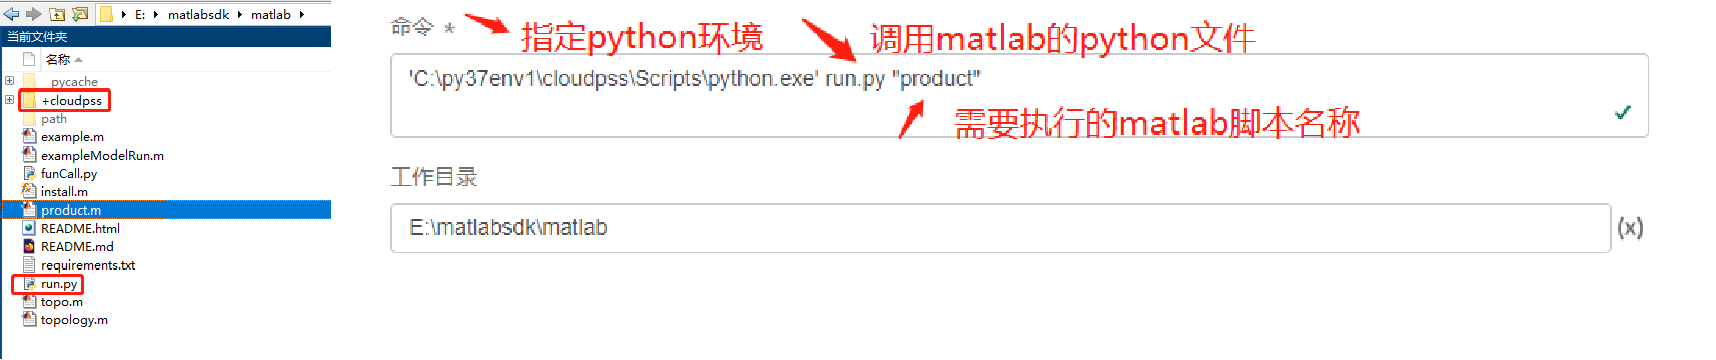 E: ▸ matlabsdk ▸ matlab ▸
当前文件夹
名称
__pycache__
+cloudpss
path
example.m
exampleModelRun.m
funCall.py
install.m
product.m
README.html
README.md
requirements.txt
run.py
topo.m
topology.m
命令 *
指定python环境
调用matlab的python文件
'C:\py37env1\cloudpss\Scripts\python.exe' run.py "product"
需要执行的matlab脚本名称
工作目录
E:\matlabsdk\matlab
(x)